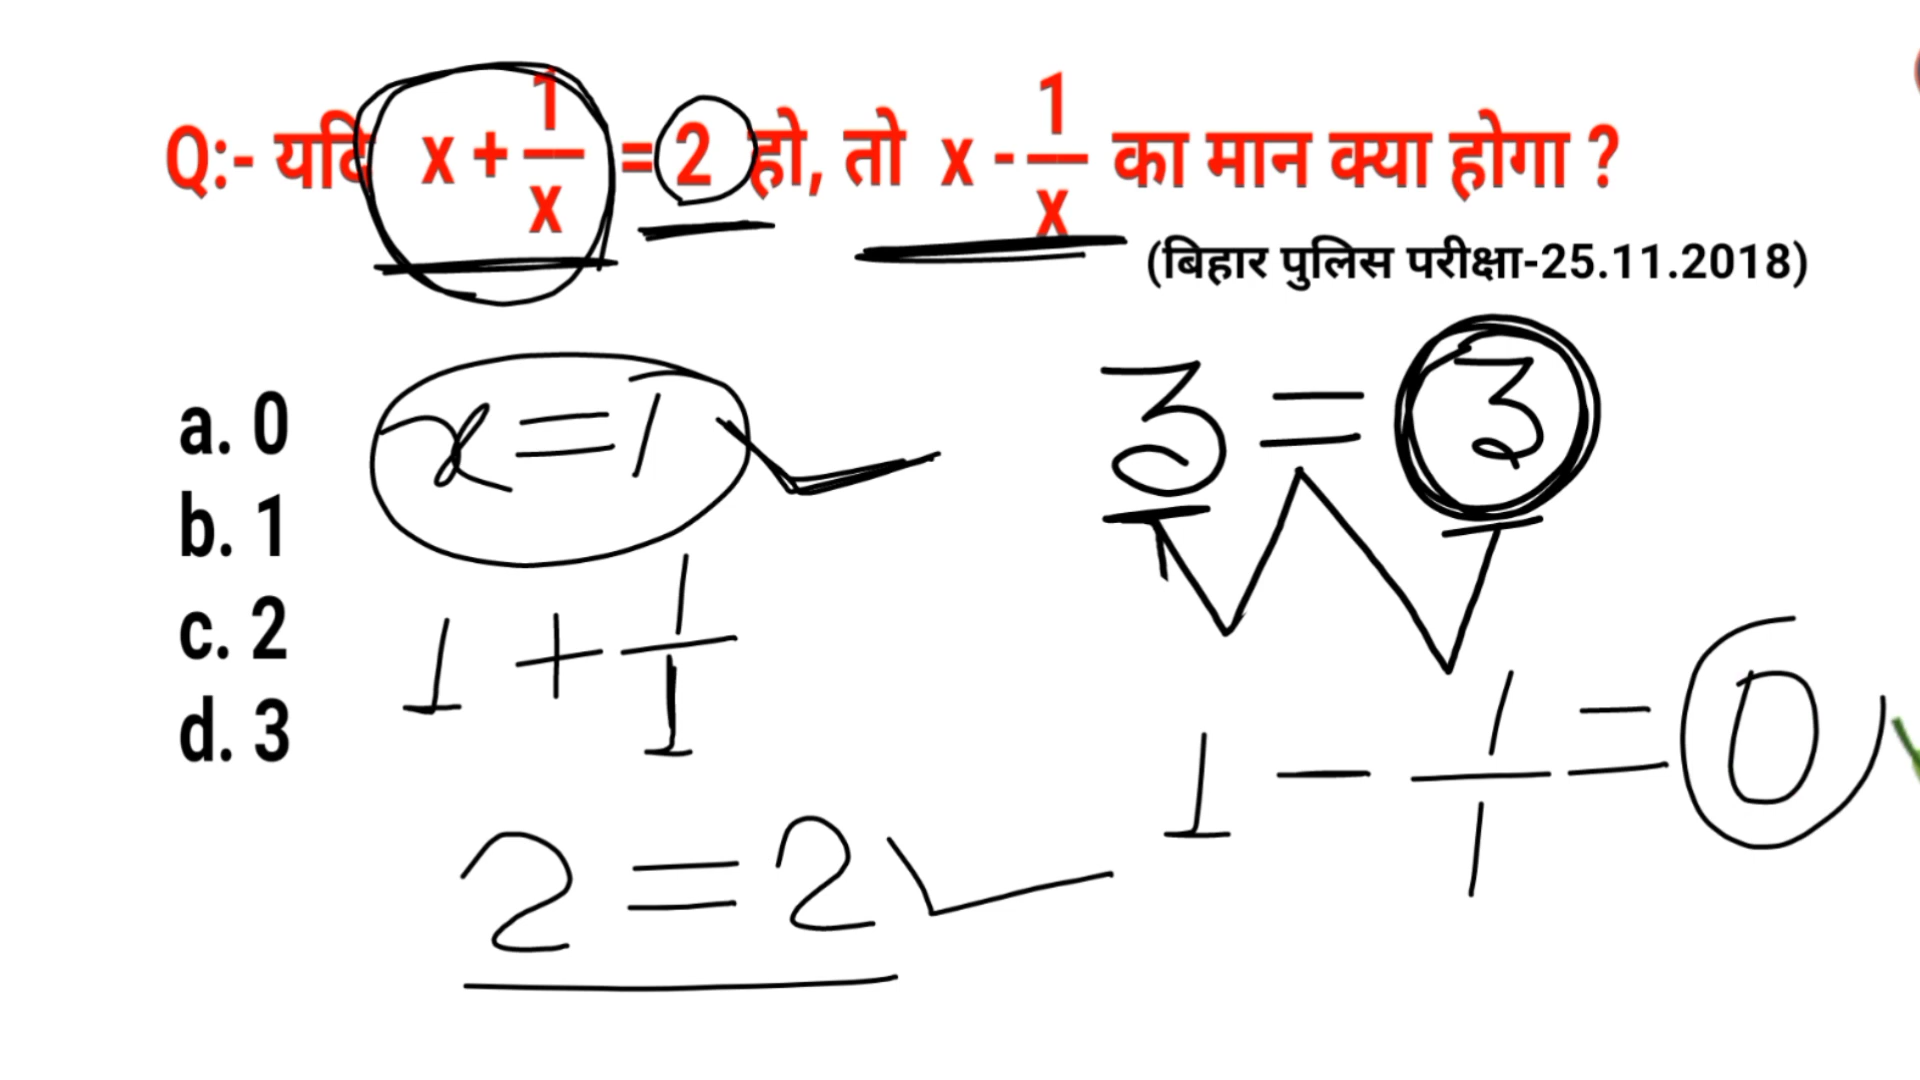 Q:- यदि x + 1/x = 2 हो, तो x - 1/x का मान क्या होगा ?
(बिहार पुलिस परीक्षा-25.11.2018)
a. 0
b. 1
c. 2
d. 3
x = 1
3 = 3
1 + 1/1
1 - 1/1 = 0
2 = 2